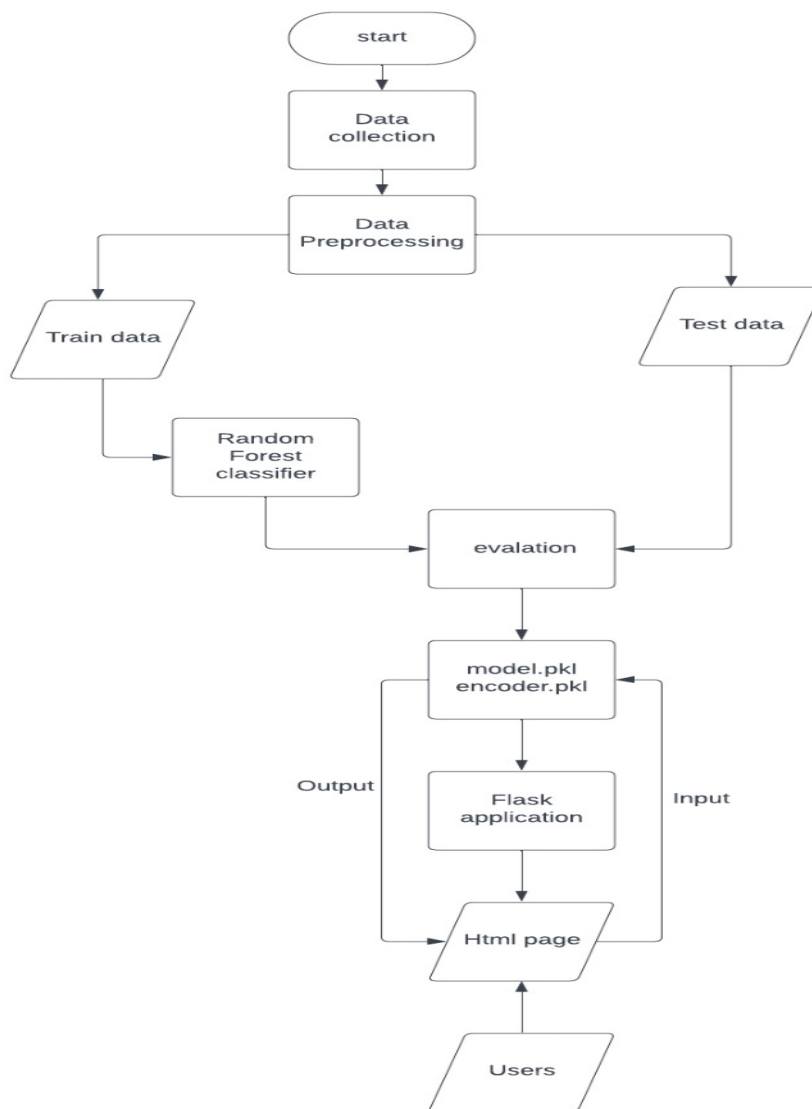 start
Data
collection
Data
Preprocessing
Train data
Test data
Random
Forest
classifier
evalation
model.pkl
encoder.pkl
Output
Flask
application
Input
Html page
Users